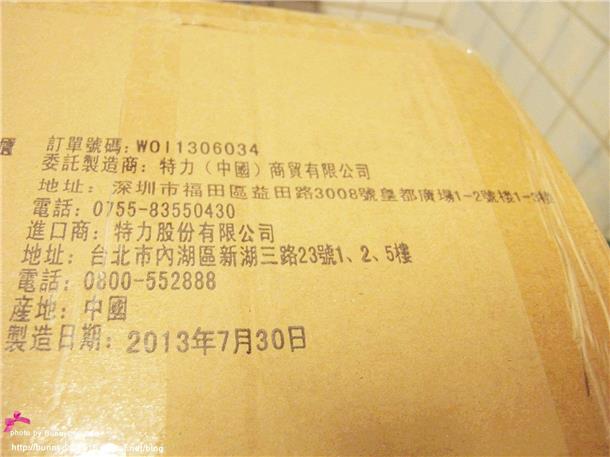 櫃
訂單號碼: WOI1306034
委託製造商: 特力（中國）商貿有限公司
地址: 深圳市福田區益田路3008號皇都廣場1-2號樓1-3樓
電話: 0755-83550430
進口商: 特力股份有限公司
地址: 台北市內湖區新湖三路23號1、2、5樓
電話: 0800-552888
產地: 中國
製造日期: 2013年7月30日
photo by